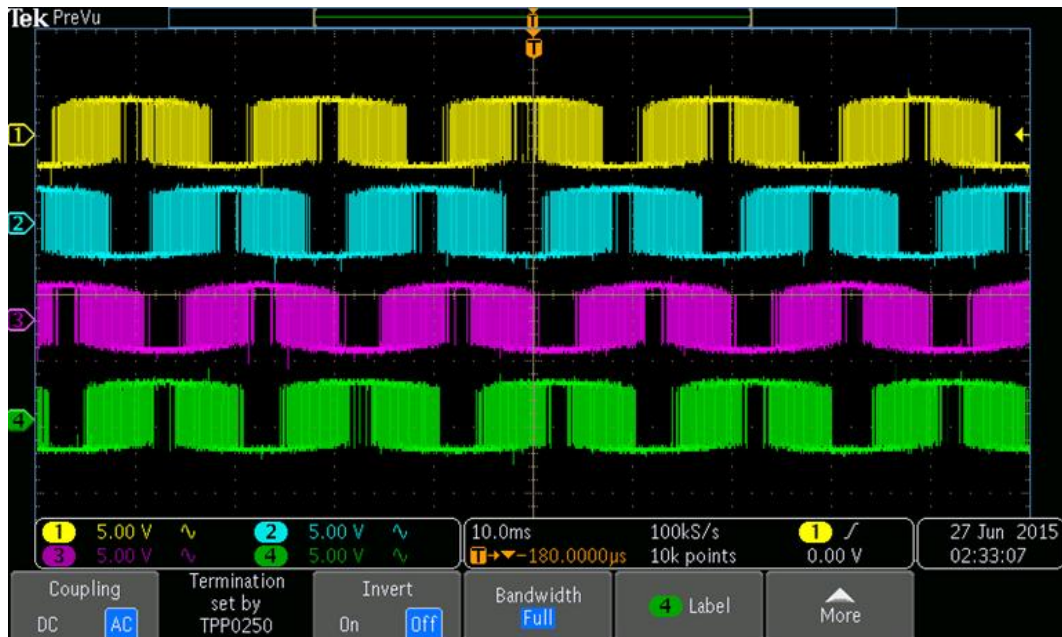 Tek PreVu
T
T
1
2
3
4
1 5.00 V 2 5.00 V
3 5.00 V 4 5.00 V
10.0ms 100kS/s 1
T→▼-180.0000µs 10k points 0.00 V
27 Jun 2015
02:33:07
Coupling
DC AC
Termination
set by
TPP0250
Invert
On Off
Bandwidth
Full
4 Label
More